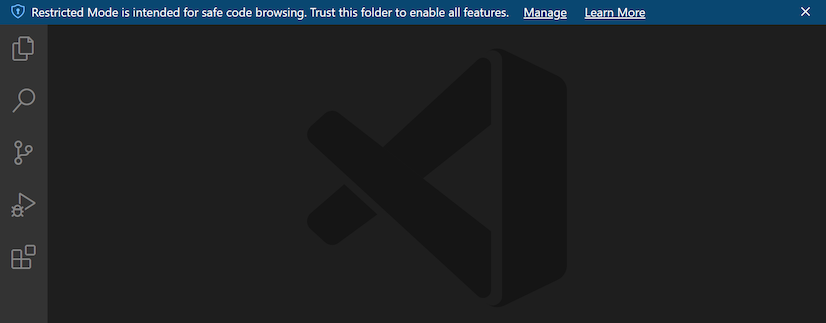 Restricted Mode is intended for safe code browsing. Trust this folder to enable all features. Manage Learn More